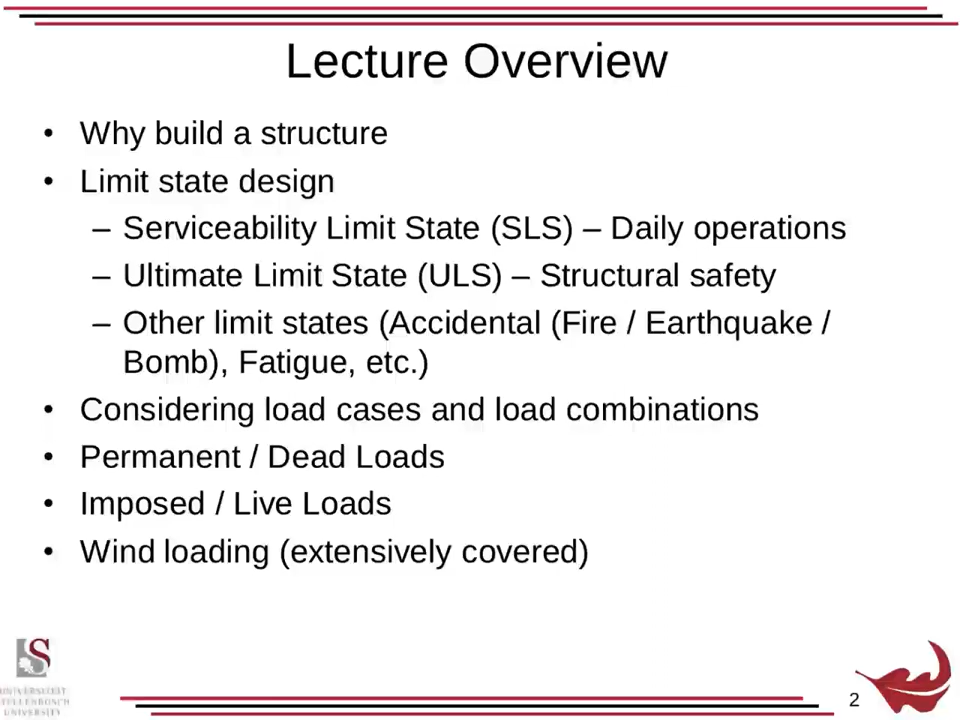 Lecture Overview
• Why build a structure
• Limit state design
– Serviceability Limit State (SLS) – Daily operations
– Ultimate Limit State (ULS) – Structural safety
– Other limit states (Accidental (Fire / Earthquake /
Bomb), Fatigue, etc.)
• Considering load cases and load combinations
• Permanent / Dead Loads
• Imposed / Live Loads
• Wind loading (extensively covered)
UNIVERSITY
2